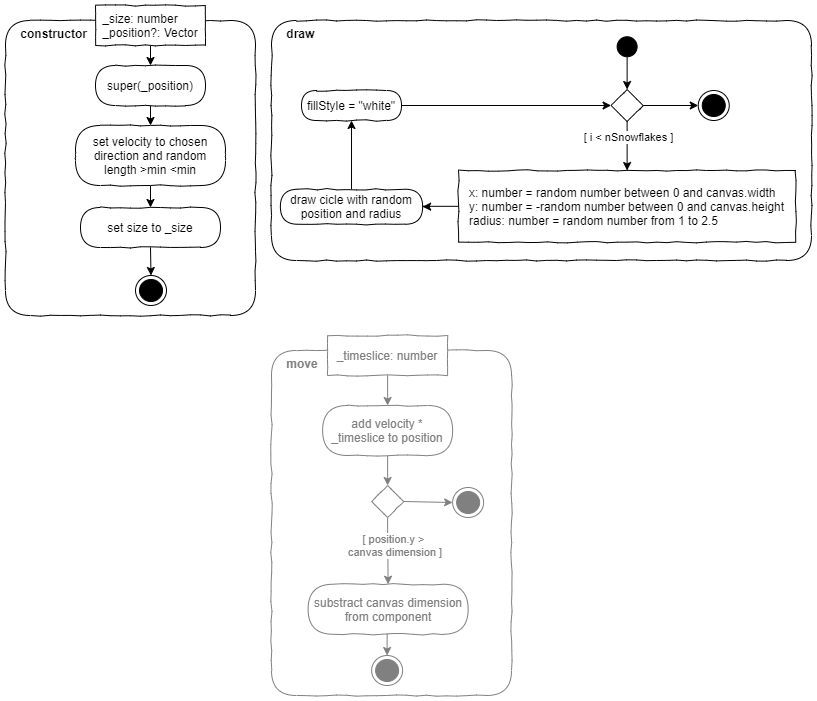 constructor
_size: number
_position?: Vector
super(_position)
set velocity to chosen
direction and random
length >min <min
set size to _size
draw
fillStyle = "white"
[ i < nSnowflakes ]
draw cicle with random
position and radius
x: number = random number between 0 and canvas.width
y: number = -random number between 0 and canvas.height
radius: number = random number from 1 to 2.5
move
_timeslice: number
add velocity *
_timeslice to position
[ position.y >
canvas dimension ]
substract canvas dimension
from component